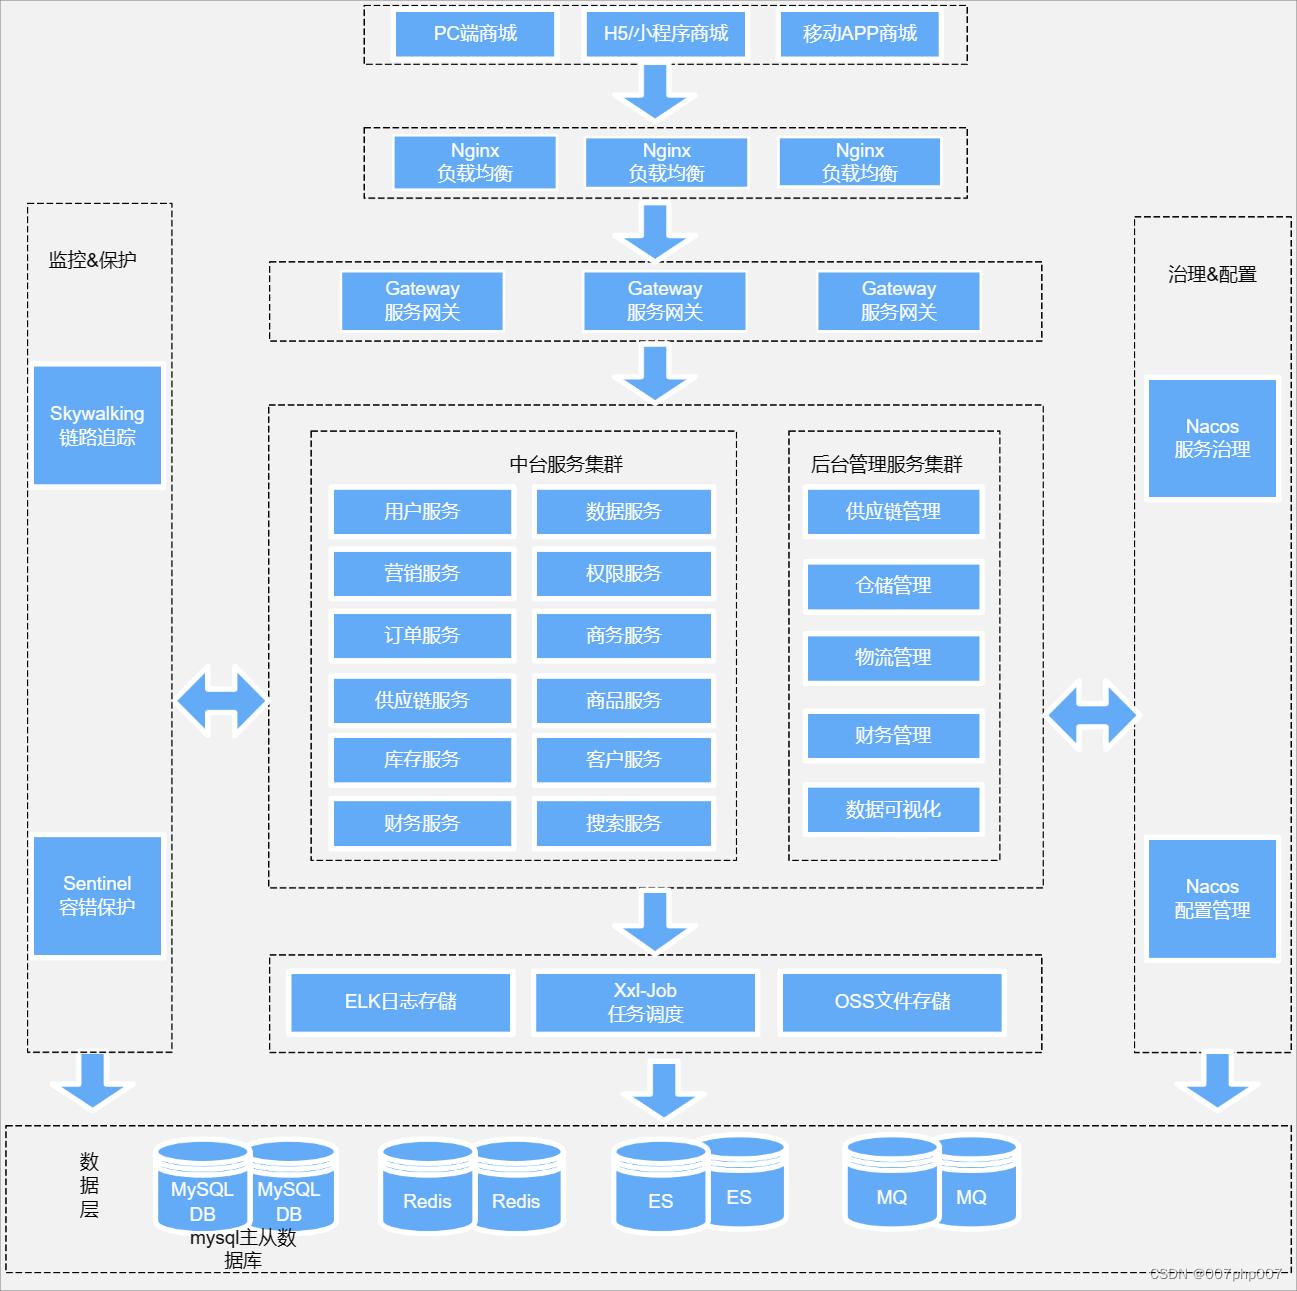 PC端商城
H5/小程序商城
移动APP商城
Nginx
负载均衡
Nginx
负载均衡
Nginx
负载均衡
监控&保护
治理&配置
Gateway
服务网关
Gateway
服务网关
Gateway
服务网关
Skywalking
链路追踪
Nacos
服务治理
中台服务集群
后台管理服务集群
用户服务
数据服务
供应链管理
营销服务
权限服务
仓储管理
订单服务
商务服务
物流管理
供应链服务
商品服务
财务管理
库存服务
客户服务
数据可视化
财务服务
搜索服务
Sentinel
容错保护
Nacos
配置管理
ELK日志存储
Xxl-Job
任务调度
OSS文件存储
数
据
层
MySQL
DB
MySQL
DB
mysql主从数
据库
Redis
Redis
ES
ES
MQ
MQ
CSDN @007php007